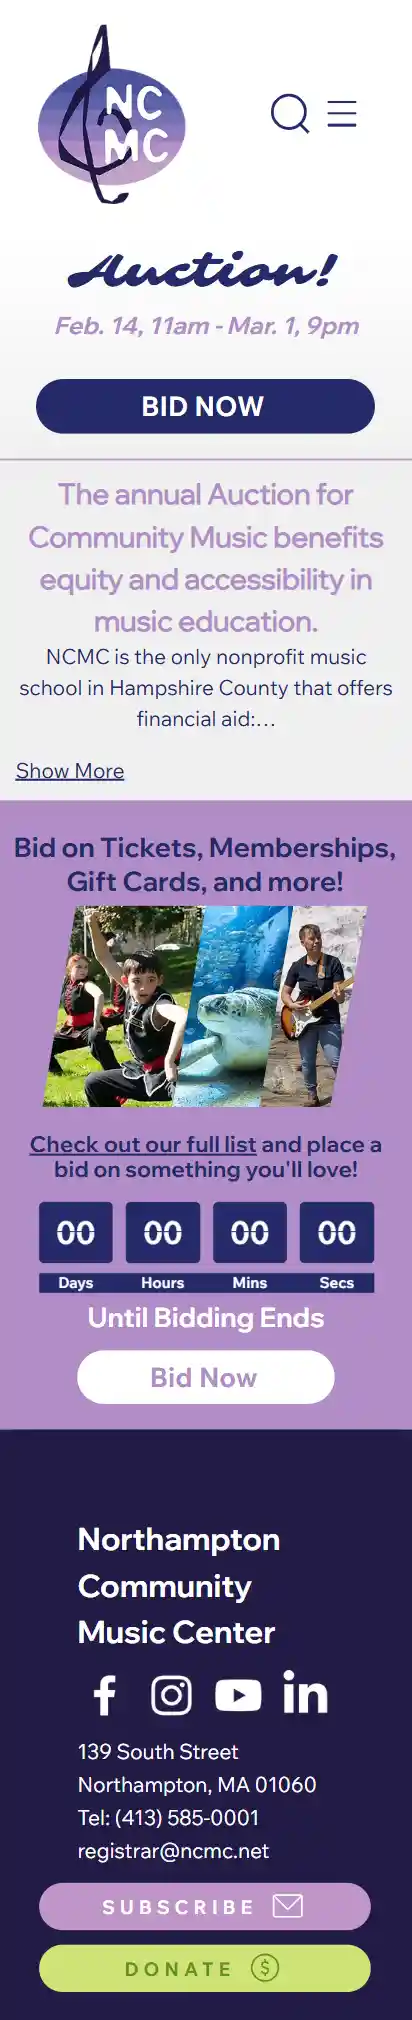 NC
MC
Auction!
Feb. 14, 11am - Mar. 1, 9pm
BID NOW
The annual Auction for
Community Music benefits
equity and accessibility in
music education.
NCMC is the only nonprofit music
school in Hampshire County that offers
financial aid:...
Show More
Bid on Tickets, Memberships,
Gift Cards, and more!
Check out our full list and place a
bid on something you'll love!
00 00 00 00
Days Hours Mins Secs
Until Bidding Ends
Bid Now
Northampton
Community
Music Center
139 South Street
Northampton, MA 01060
Tel: (413) 585-0001
registrar@ncmc.net
SUBSCRIBE
DONATE